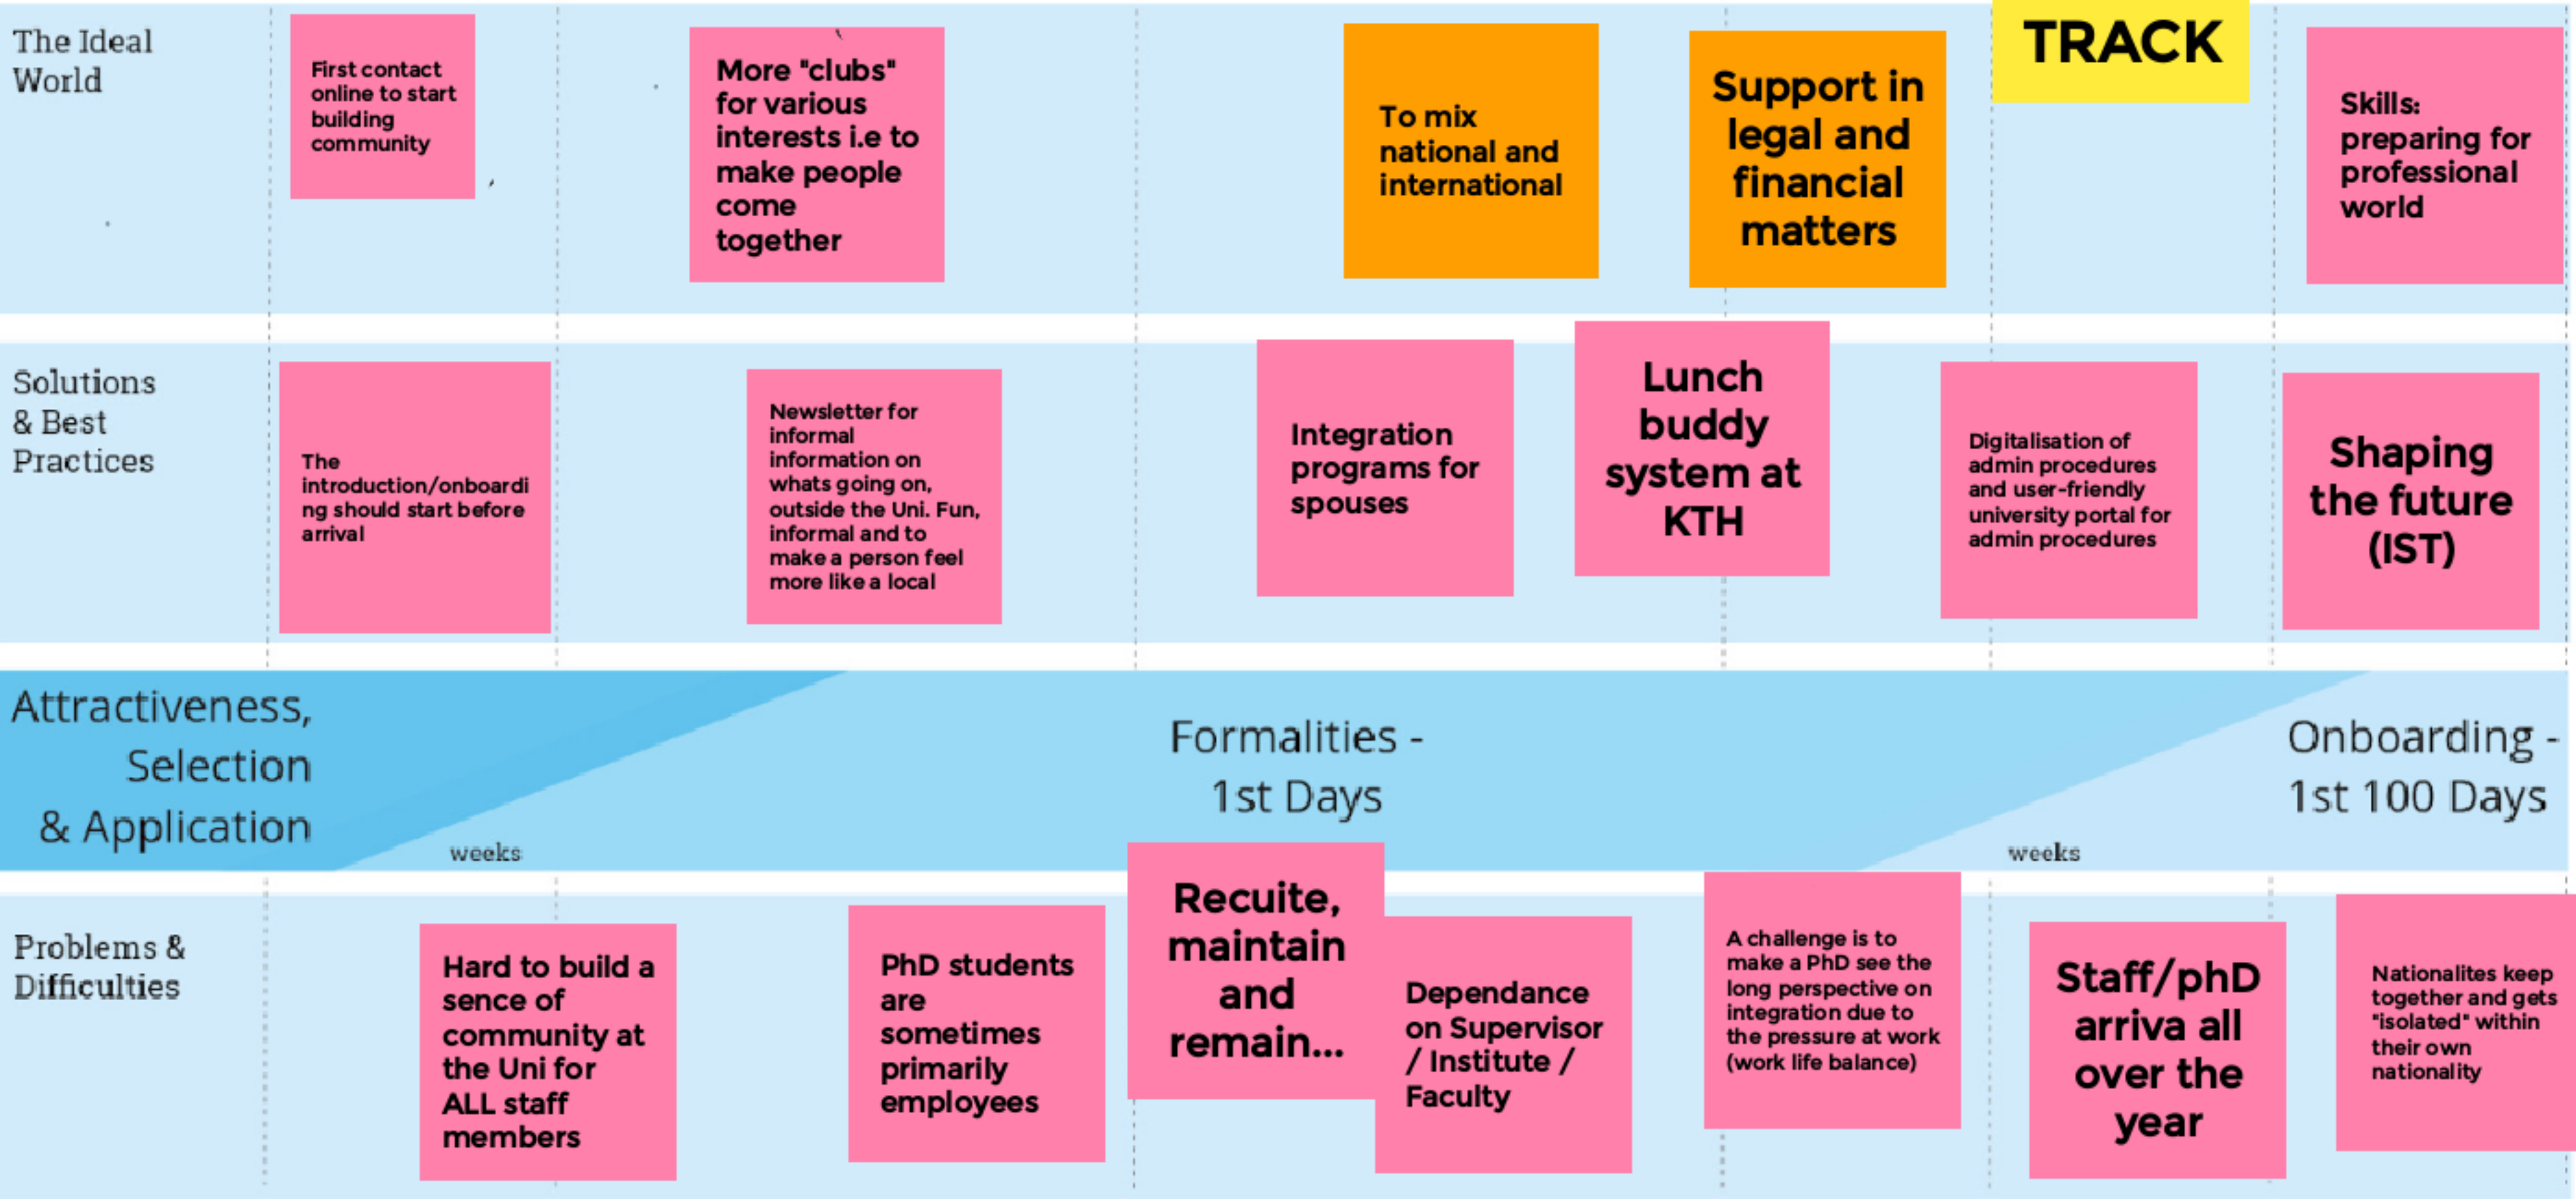 The Ideal
World
First contact
online to start
building
community
More "clubs"
for various
interests i.e to
make people
come
together
To mix
national and
international
Support in
legal and
financial
matters
TRACK
Skills:
preparing for
professional
world
Solutions
& Best
Practices
The
introduction/onboardi
ng should start before
arrival
Newsletter for
informal
information on
whats going on,
outside the Uni. Fun,
informal and to
make a person feel
more like a local
Integration
programs for
spouses
Lunch
buddy
system at
KTH
Digitalisation of
admin procedures
and user-friendly
university portal for
admin procedures
Shaping
the future
(IST)
Attractiveness,
Selection
& Application
weeks
Formalities -
1st Days
weeks
Onboarding -
1st 100 Days
Problems &
Difficulties
Hard to build a
sence of
community at
the Uni for
ALL staff
members
PhD students
are
sometimes
primarily
employees
Recuite,
maintain
and
remain...
Dependance
on Supervisor
/ Institute /
Faculty
A challenge is to
make a PhD see the
long perspective on
integration due to
the pressure at work
(work life balance)
Staff/phD
arriva all
over the
year
Nationalites keep
together and gets
"isolated" within
their own
nationality